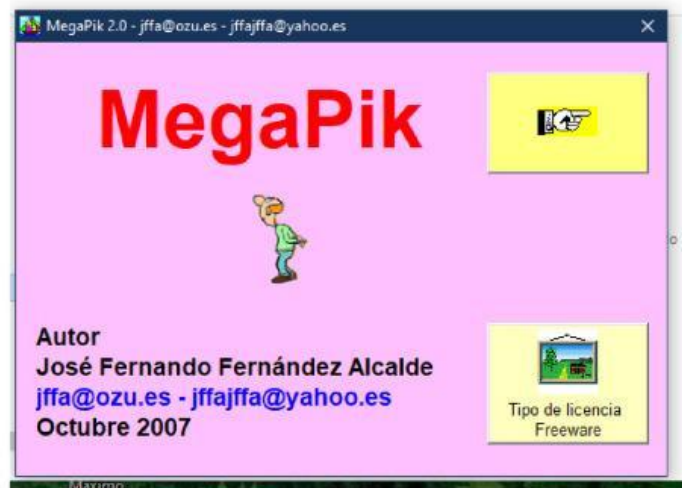 MegaPik 2.0 - jffa@ozu.es - jffajffa@yahoo.es
MegaPik
Autor
José Fernando Fernández Alcalde
jffa@ozu.es - jffajffa@yahoo.es
Octubre 2007
Tipo de licencia
Freeware
Maximo